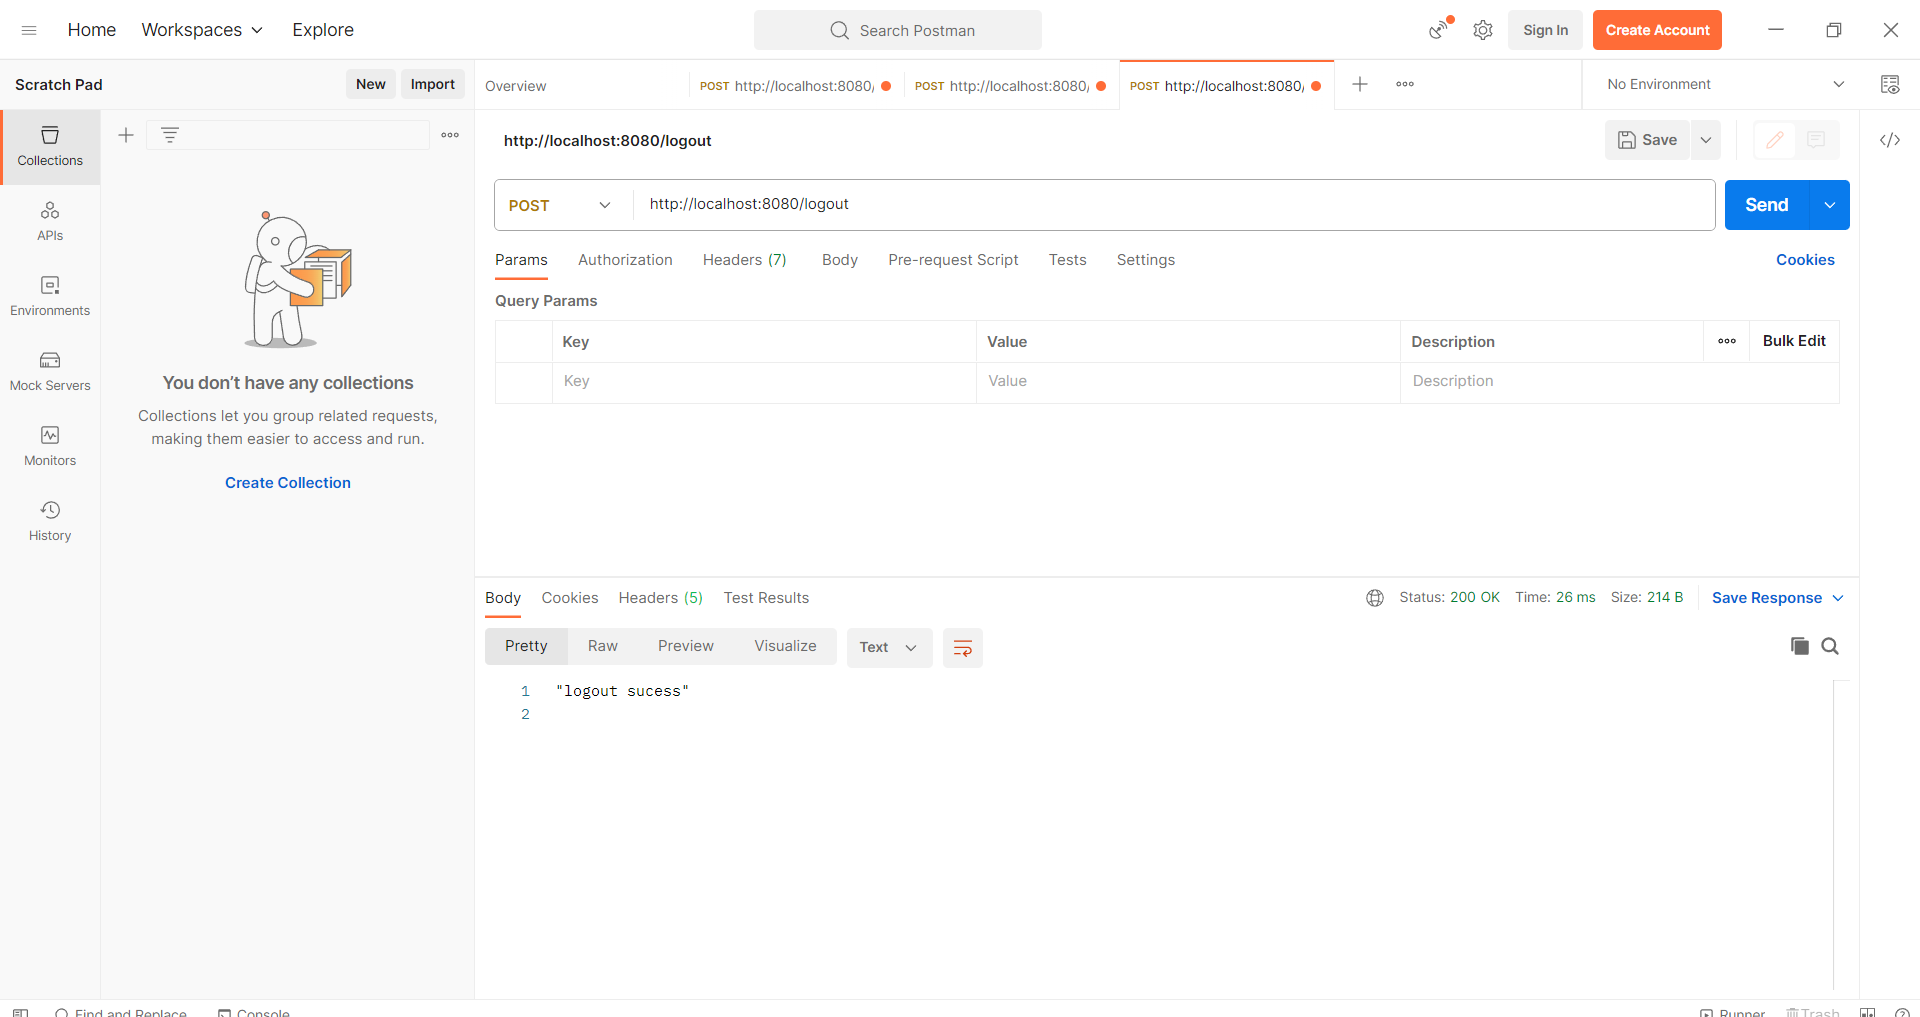 Home Workspaces Explore Search Postman Sign In Create Account
Scratch Pad New Import Overview POST http://localhost:8080/ POST http://localhost:8080/ POST http://localhost:8080/ No Environment
Collections
APIs
Environments
Mock Servers
Monitors
History
You don’t have any collections
Collections let you group related requests,
making them easier to access and run.
Create Collection
http://localhost:8080/logout Save
POST http://localhost:8080/logout Send
Params Authorization Headers (7) Body Pre-request Script Tests Settings Cookies
Query Params
Key Value Description Bulk Edit
Key Value Description
Body Cookies Headers (5) Test Results Status: 200 OK Time: 26 ms Size: 214 B Save Response
Pretty Raw Preview Visualize Text
1 "logout sucess"
2
Find and Replace Console Runner Trash